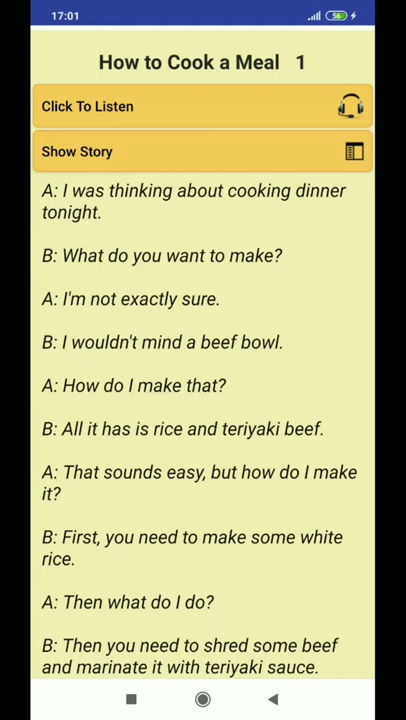 17:01
56
How to Cook a Meal 1
Click To Listen
Show Story
A: I was thinking about cooking dinner
tonight.
B: What do you want to make?
A: I'm not exactly sure.
B: I wouldn't mind a beef bowl.
A: How do I make that?
B: All it has is rice and teriyaki beef.
A: That sounds easy, but how do I make
it?
B: First, you need to make some white
rice.
A: Then what do I do?
B: Then you need to shred some beef
and marinate it with teriyaki sauce.